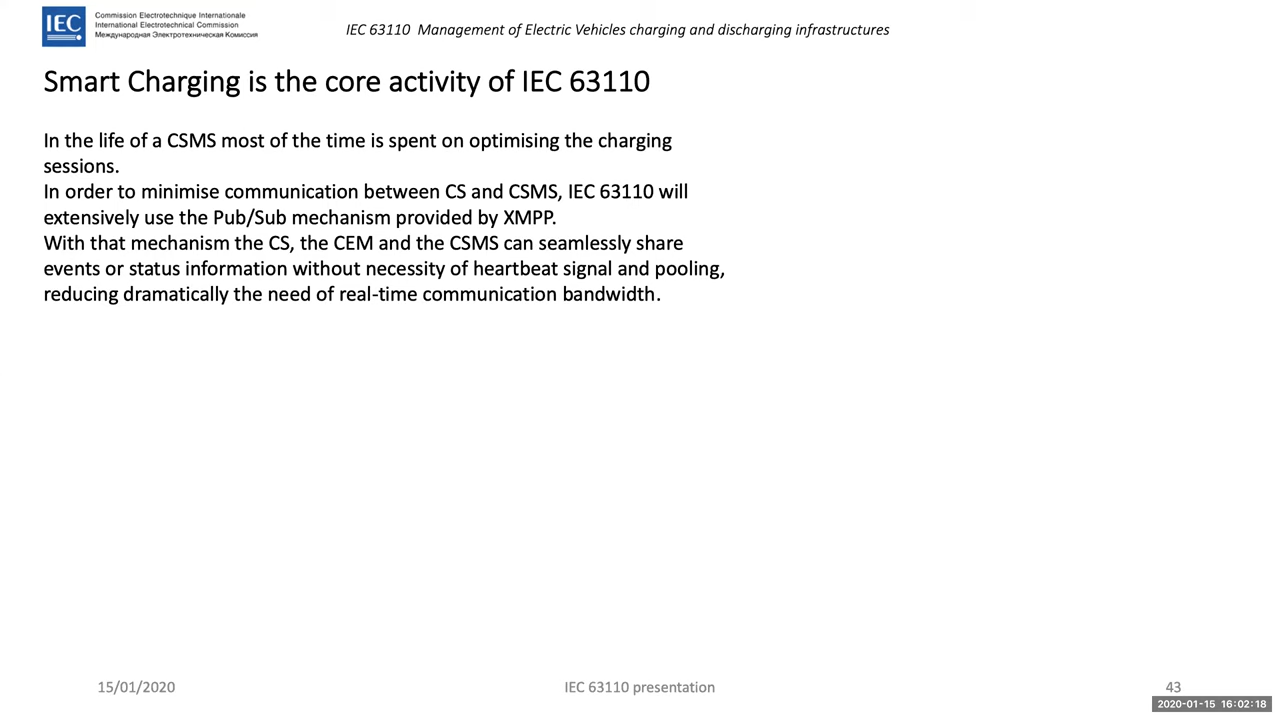 IEC
Commission Electrotechnique Internationale
International Electrotechnical Commission
Международная Электротехническая Комиссия
IEC 63110 Management of Electric Vehicles charging and discharging infrastructures
Smart Charging is the core activity of IEC 63110
In the life of a CSMS most of the time is spent on optimising the charging
sessions.
In order to minimise communication between CS and CSMS, IEC 63110 will
extensively use the Pub/Sub mechanism provided by XMPP.
With that mechanism the CS, the CEM and the CSMS can seamlessly share
events or status information without necessity of heartbeat signal and pooling,
reducing dramatically the need of real-time communication bandwidth.
15/01/2020
IEC 63110 presentation
43
2020-01-15 16:02:18